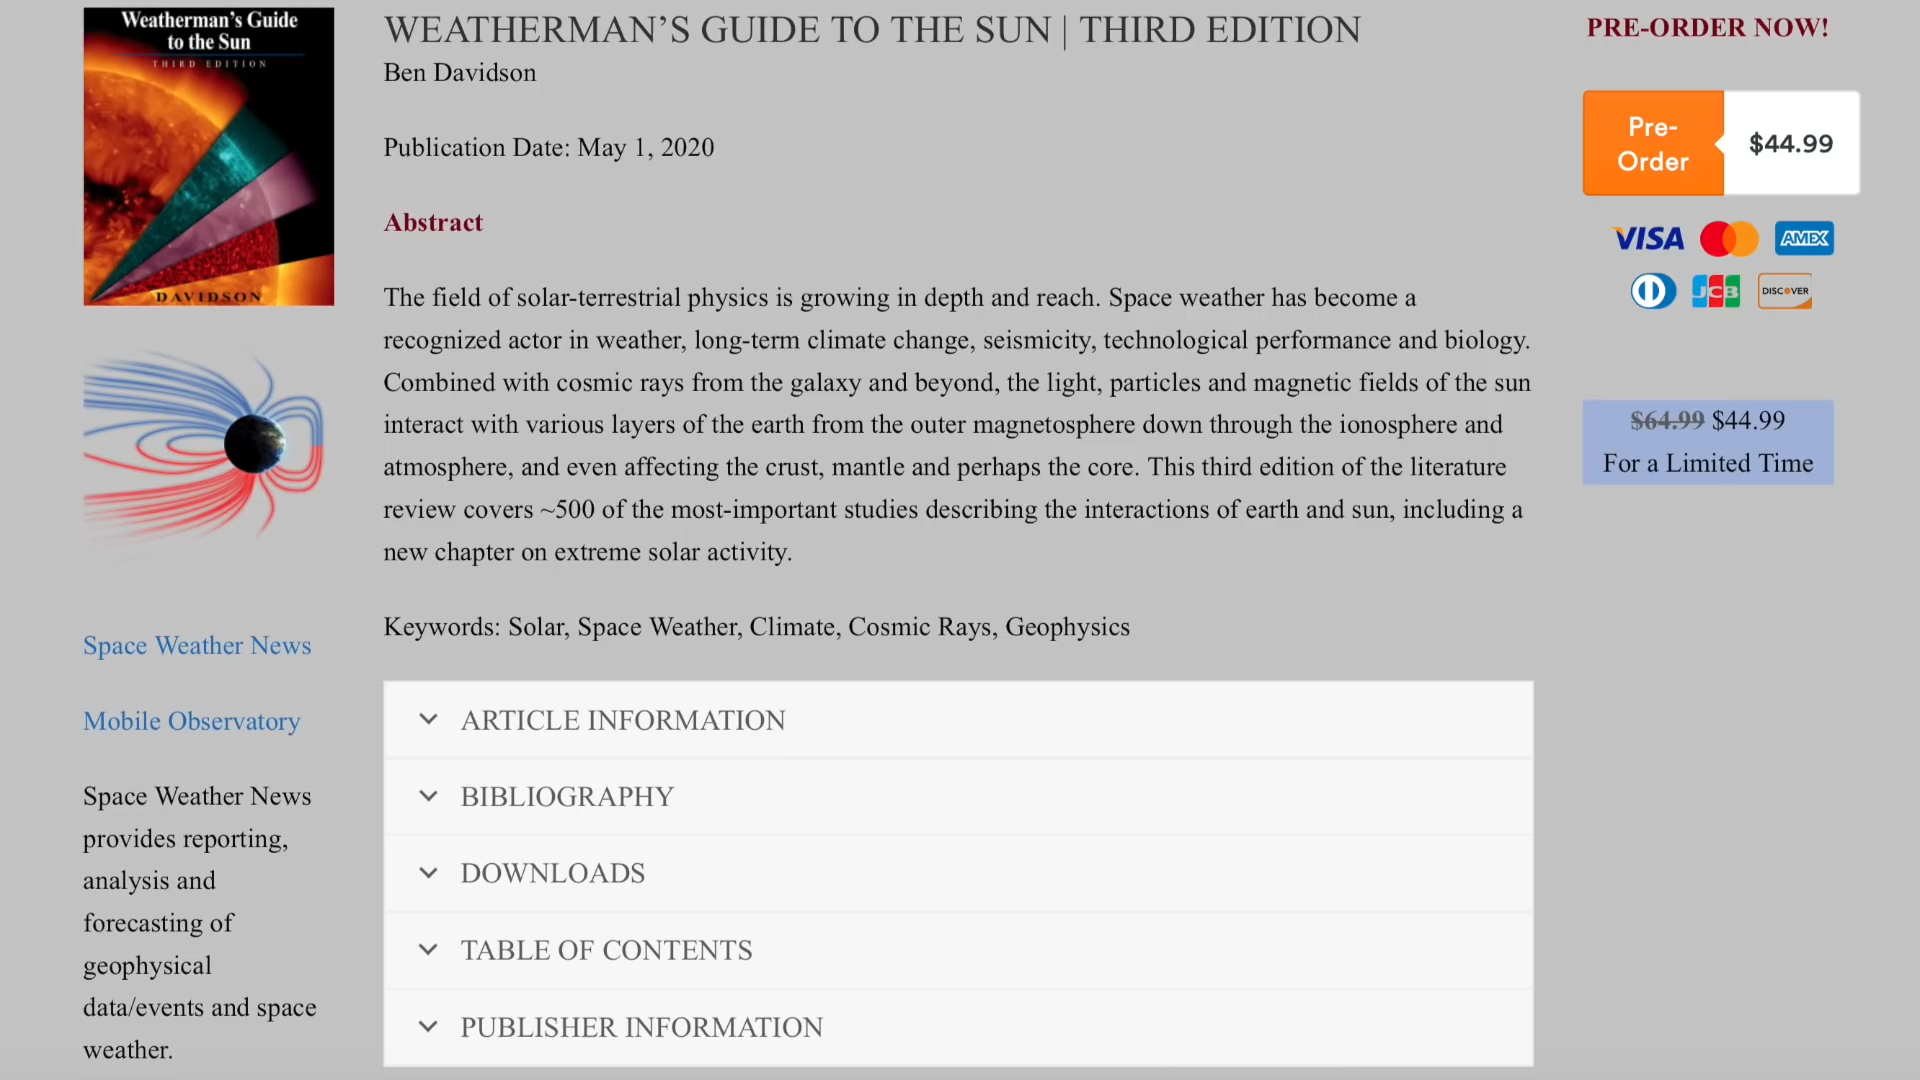 Weatherman's Guide
to the Sun
THIRD EDITION
DAVIDSON
Space Weather News
Mobile Observatory
Space Weather News
provides reporting,
analysis and
forecasting of
geophysical
data/events and space
weather.
WEATHERMAN'S GUIDE TO THE SUN | THIRD EDITION
Ben Davidson
Publication Date: May 1, 2020
Abstract
The field of solar-terrestrial physics is growing in depth and reach. Space weather has become a
recognized actor in weather, long-term climate change, seismicity, technological performance and biology.
Combined with cosmic rays from the galaxy and beyond, the light, particles and magnetic fields of the sun
interact with various layers of the earth from the outer magnetosphere down through the ionosphere and
atmosphere, and even affecting the crust, mantle and perhaps the core. This third edition of the literature
review covers ~500 of the most-important studies describing the interactions of earth and sun, including a
new chapter on extreme solar activity.
Keywords: Solar, Space Weather, Climate, Cosmic Rays, Geophysics
ARTICLE INFORMATION
BIBLIOGRAPHY
DOWNLOADS
TABLE OF CONTENTS
PUBLISHER INFORMATION
PRE-ORDER NOW!
Pre-
Order
$44.99
VISA AMEX
JCB DISCOVER
$64.99 $44.99
For a Limited Time